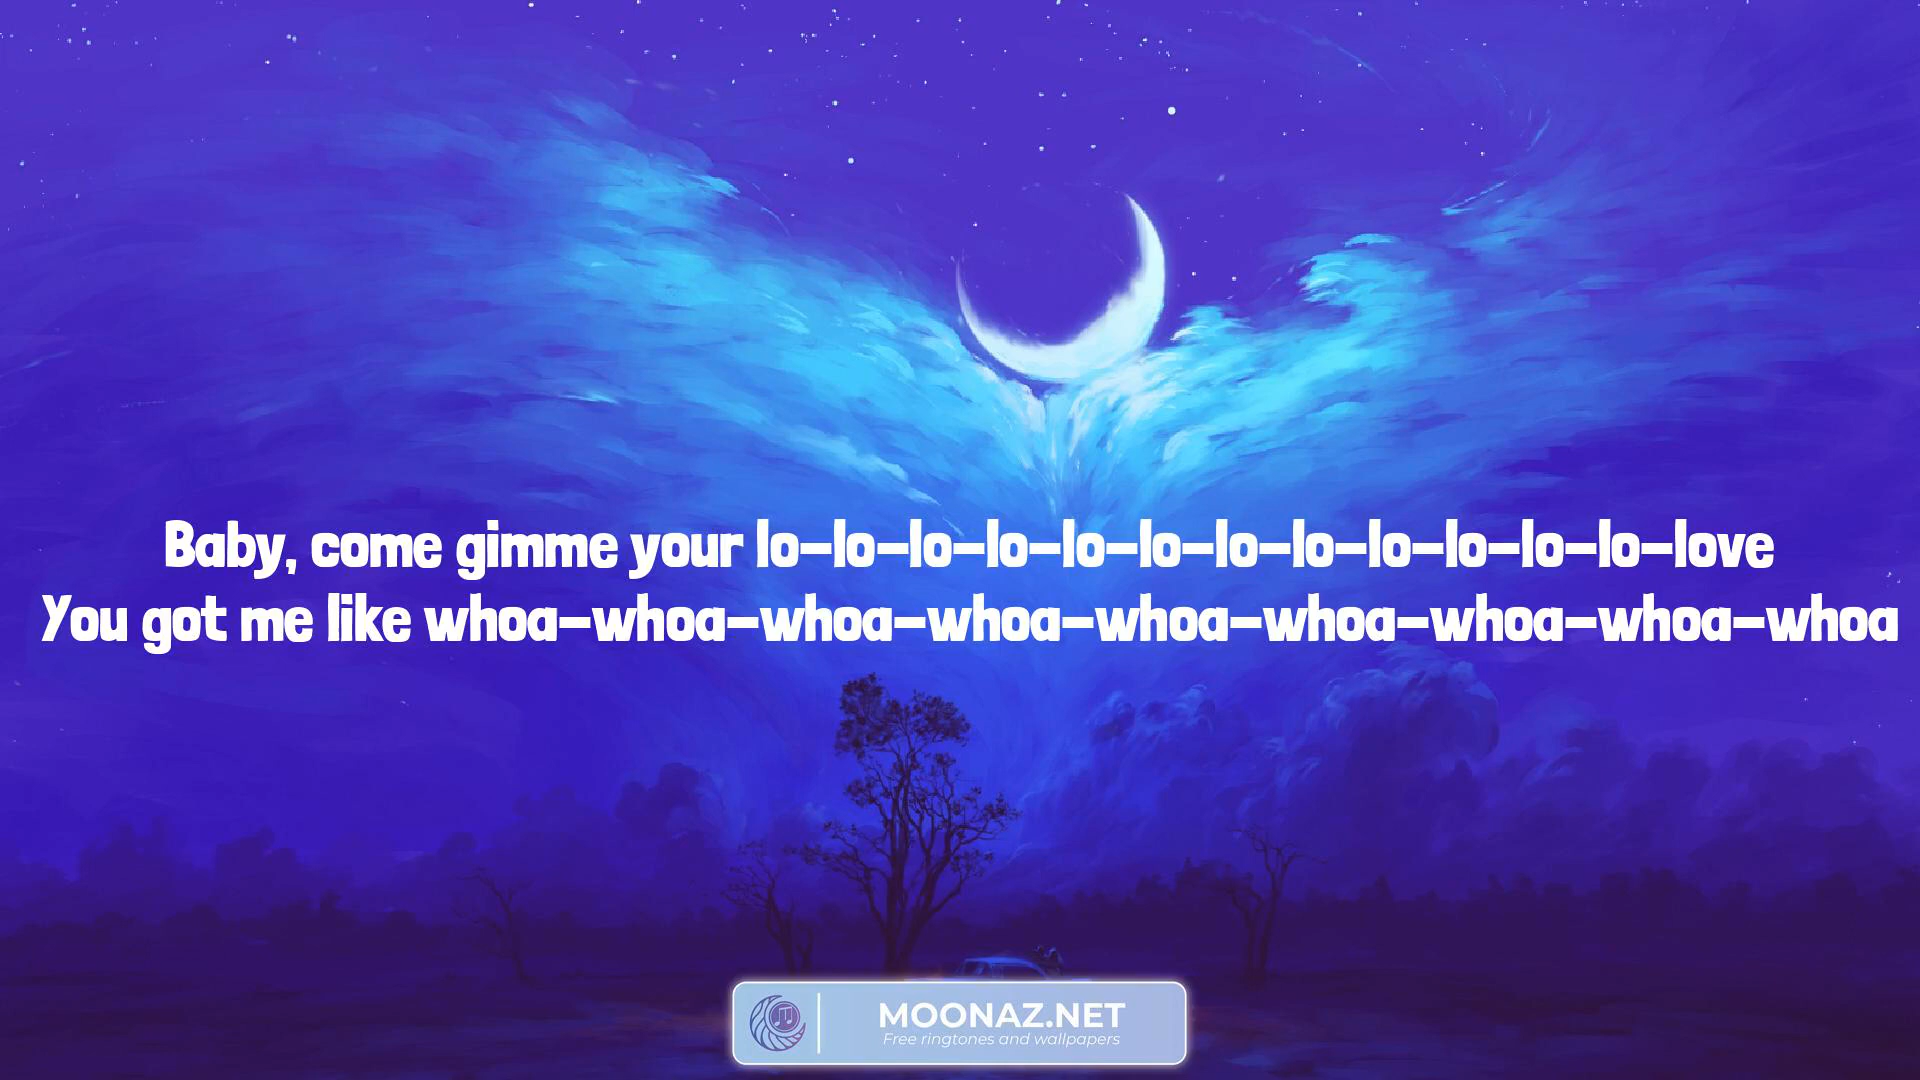 Baby, come gimme your lo-lo-lo-lo-lo-lo-lo-lo-lo-lo-lo-lo-love
You got me like whoa-whoa-whoa-whoa-whoa-whoa-whoa-whoa-whoa
MOONAZ.NET
Free ringtones and wallpapers